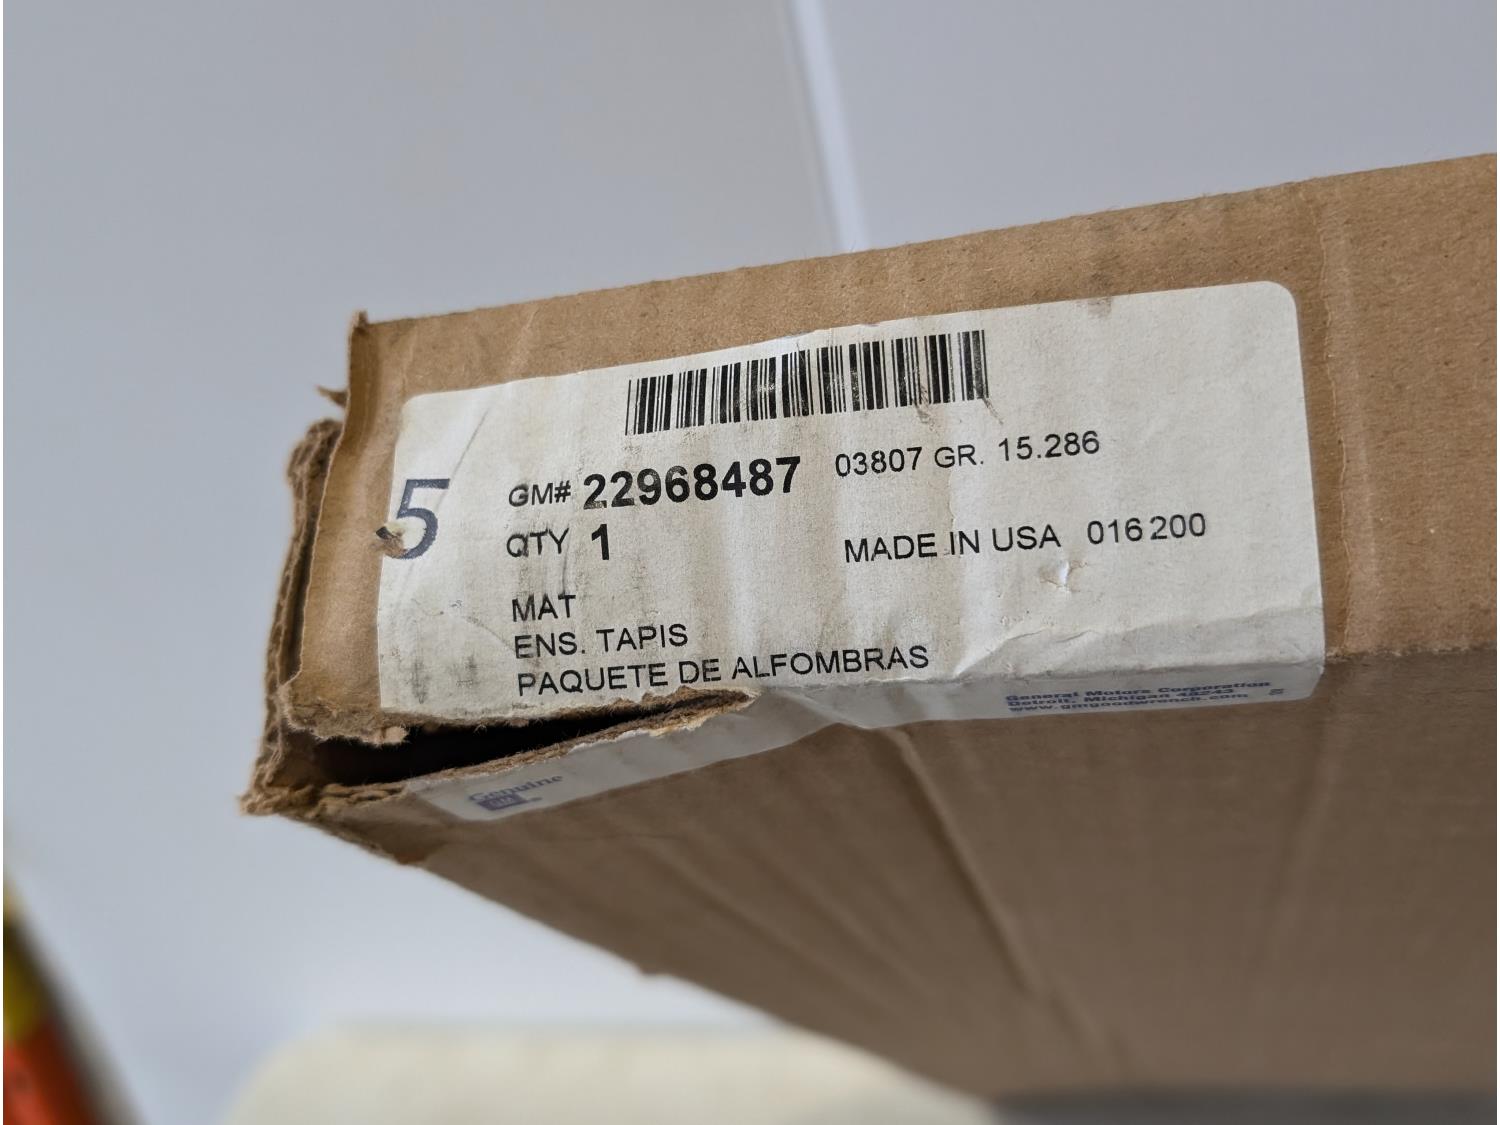 5
GM# 22968487 03807 GR. 15.286
QTY 1 MADE IN USA 016200
MAT
ENS. TAPIS
PAQUETE DE ALFOMBRAS
General Motors Corporation
Detroit, Michigan 48243
www.gmgoodwrench.com
Genuine
GM